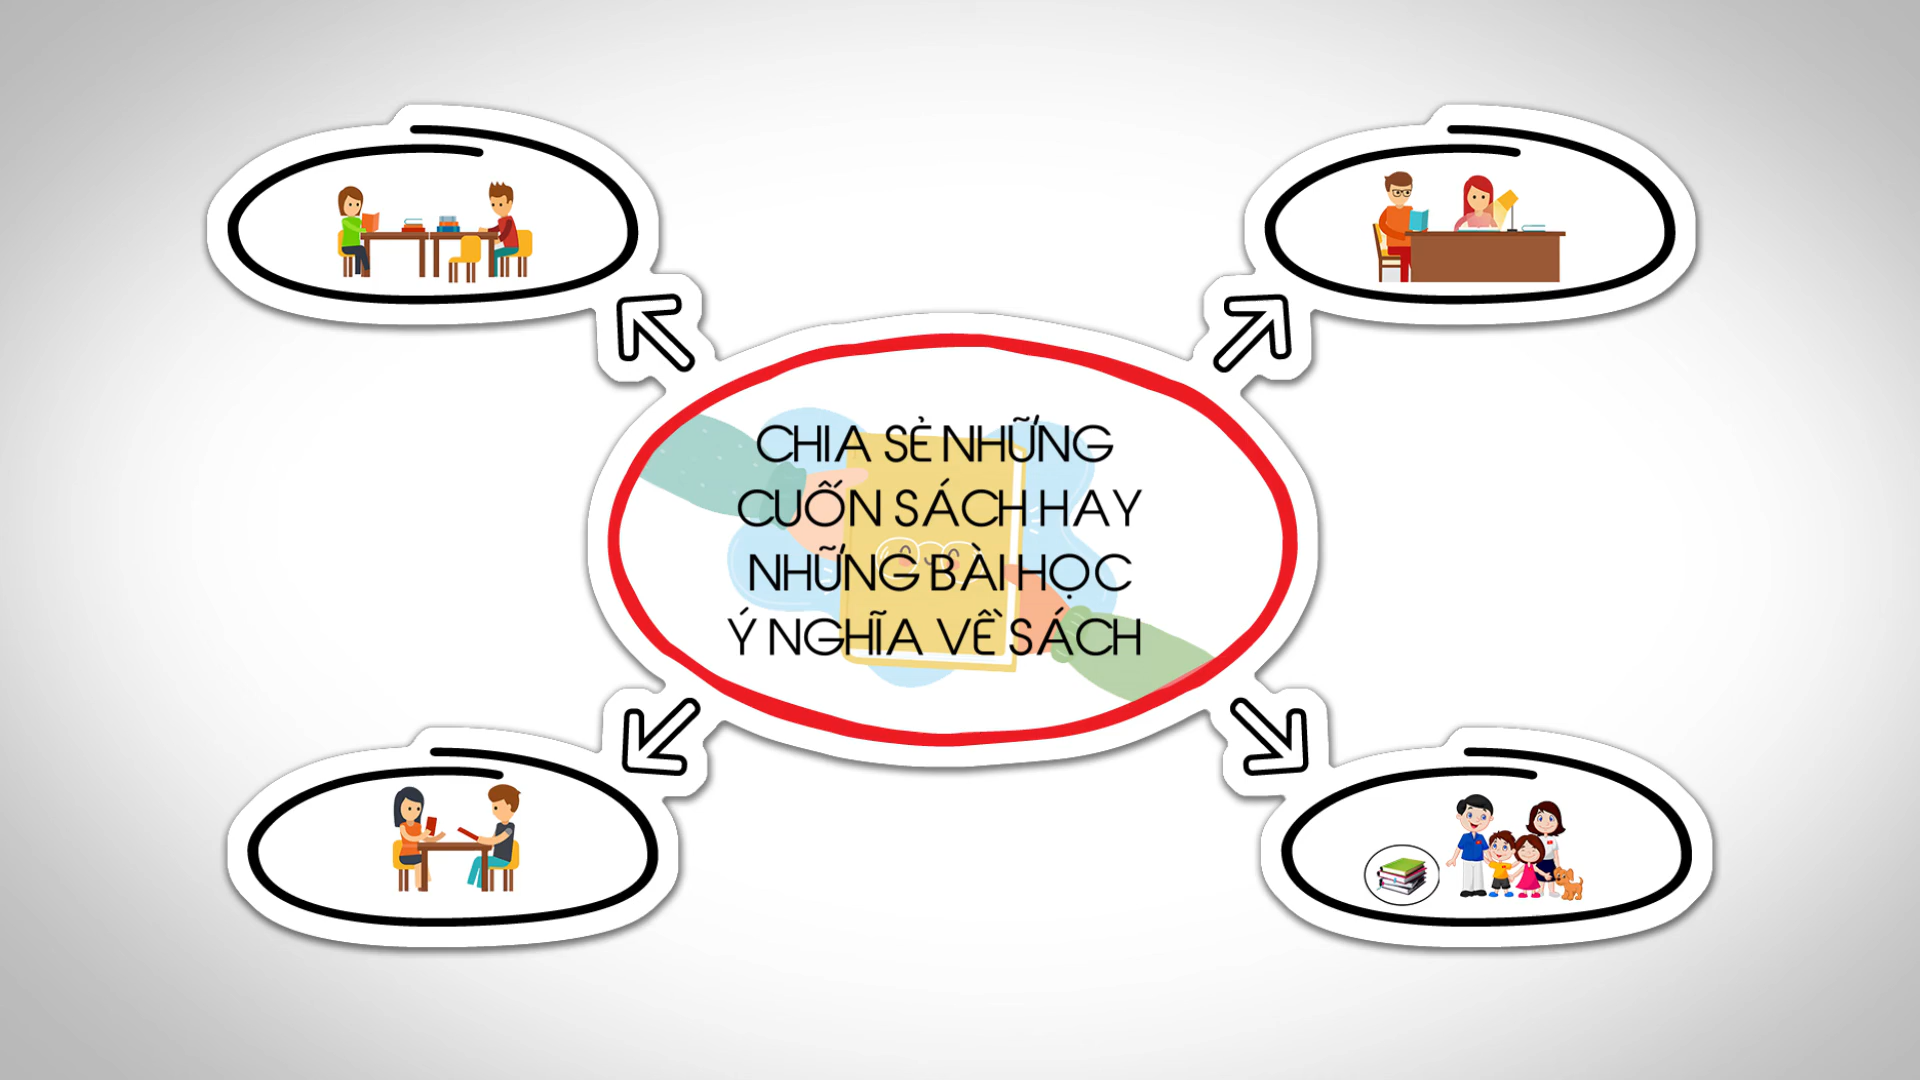 CHIA SẺ NHỮNG
CUỐN SÁCH HAY
NHỮNG BÀI HỌC
Ý NGHĨA VỀ SÁCH